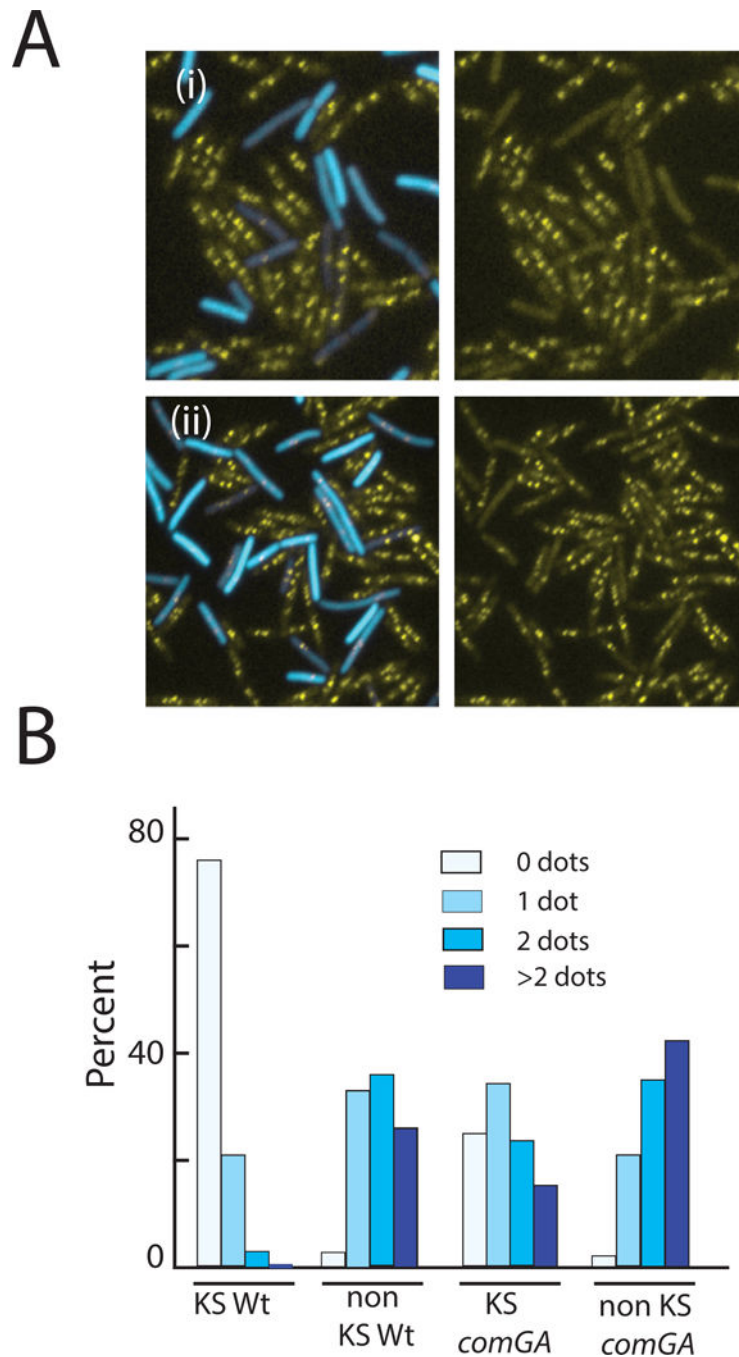 A
(i)
(ii)
B
80
40
0
Percent
0 dots
1 dot
2 dots
>2 dots
KS Wt
non
KS Wt
KS
comGA
non KS
comGA